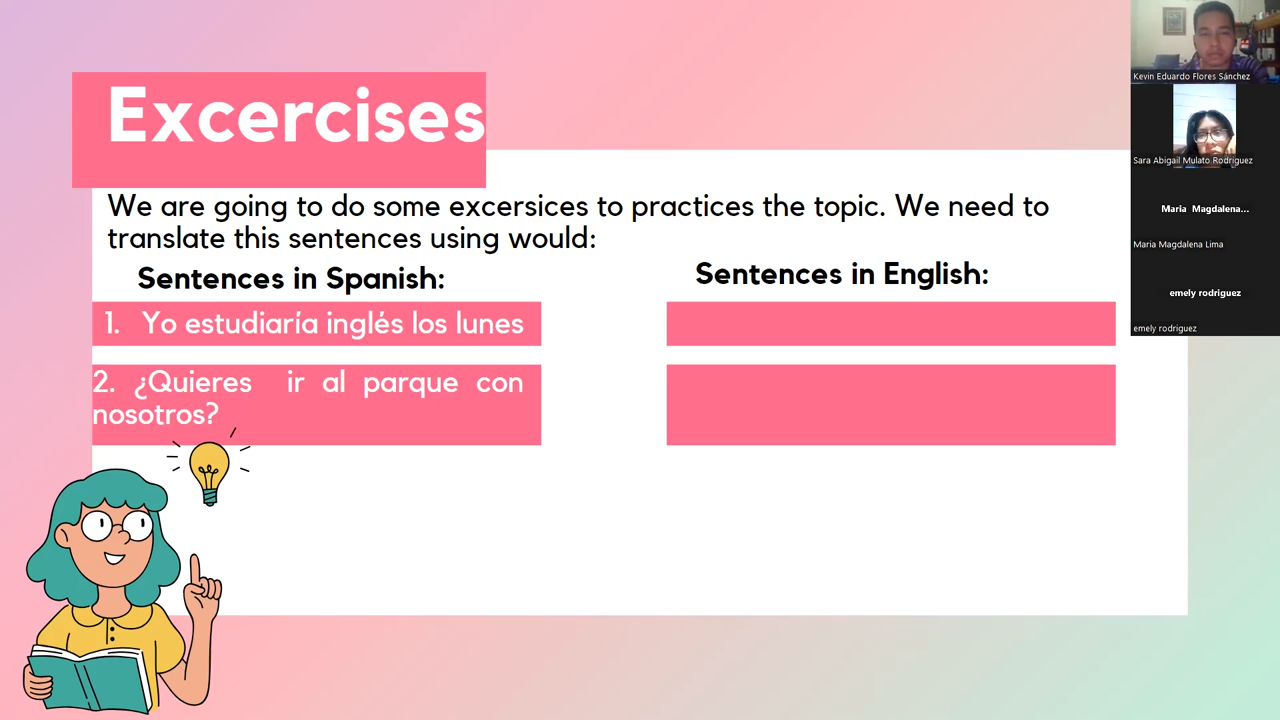 Excercises
We are going to do some excersices to practices the topic. We need to
translate this sentences using would:
Sentences in Spanish:
Sentences in English:
1. Yo estudiaría inglés los lunes
2. ¿Quieres ir al parque con
nosotros?
Kevin Eduardo Flores Sánchez
Sara Abigail Mulato Rodriguez
Maria Magdalena...
Maria Magdalena Lima
emely rodriguez
emely rodriguez